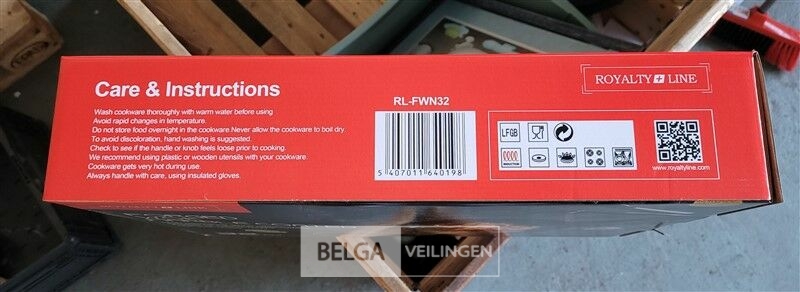 Care & Instructions
Wash cookware thoroughly with warm water before using
Avoid rapid changes in temperature.
Do not store food overnight in the cookware.Never allow the cookware to boil dry.
To avoid discoloration, hand washing is suggested.
Check to see if the handle or knob feels loose prior to cooking.
We recommend using plastic or wooden utensils with your cookware.
Cookware gets very hot during use
Always handle with care, using insulated gloves.
RL-FWN32
5 407011 640198
ROYALTY LINE
LFGB
INDUCTION
www.royaltyline.com
BELGA VEILINGEN